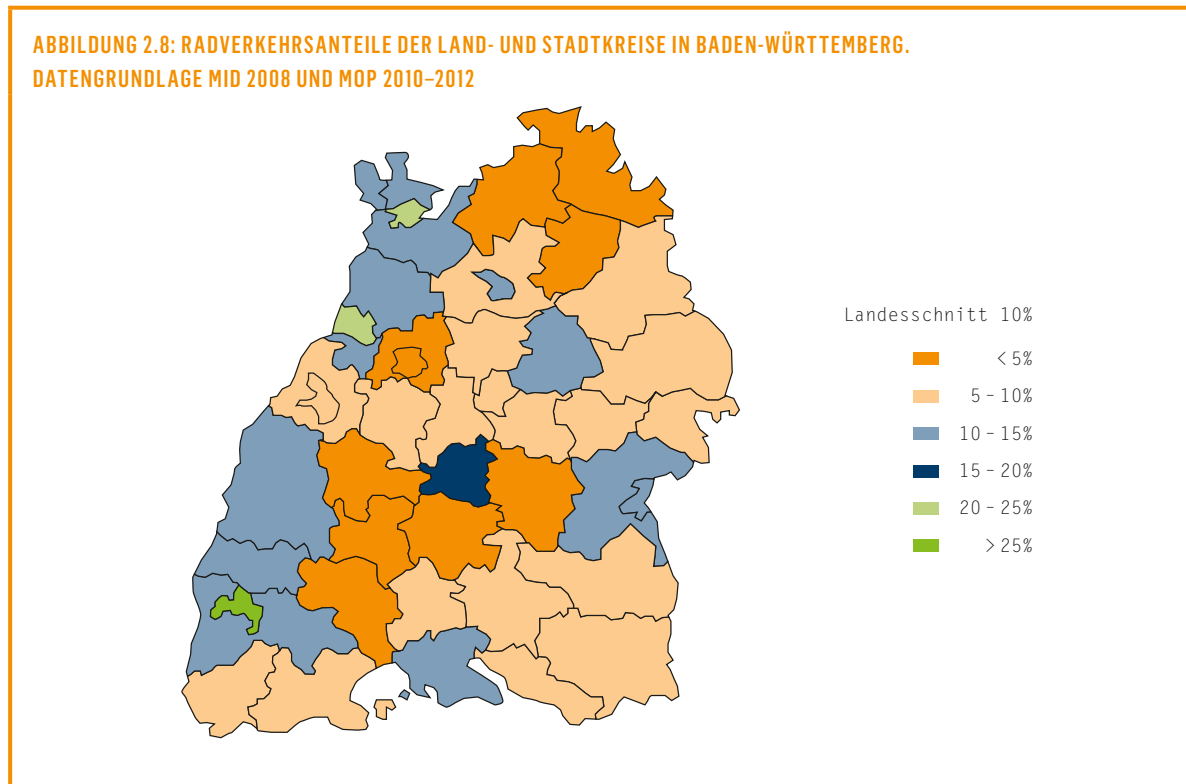 ABBILDUNG 2.8: RADVERKEHRSANTEILE DER LAND- UND STADTKREISE IN BADEN-WÜRTTEMBERG.
DATENGRUNDLAGE MID 2008 UND MOP 2010–2012
Landesschnitt 10%
< 5%
5 – 10%
10 – 15%
15 – 20%
20 – 25%
> 25%